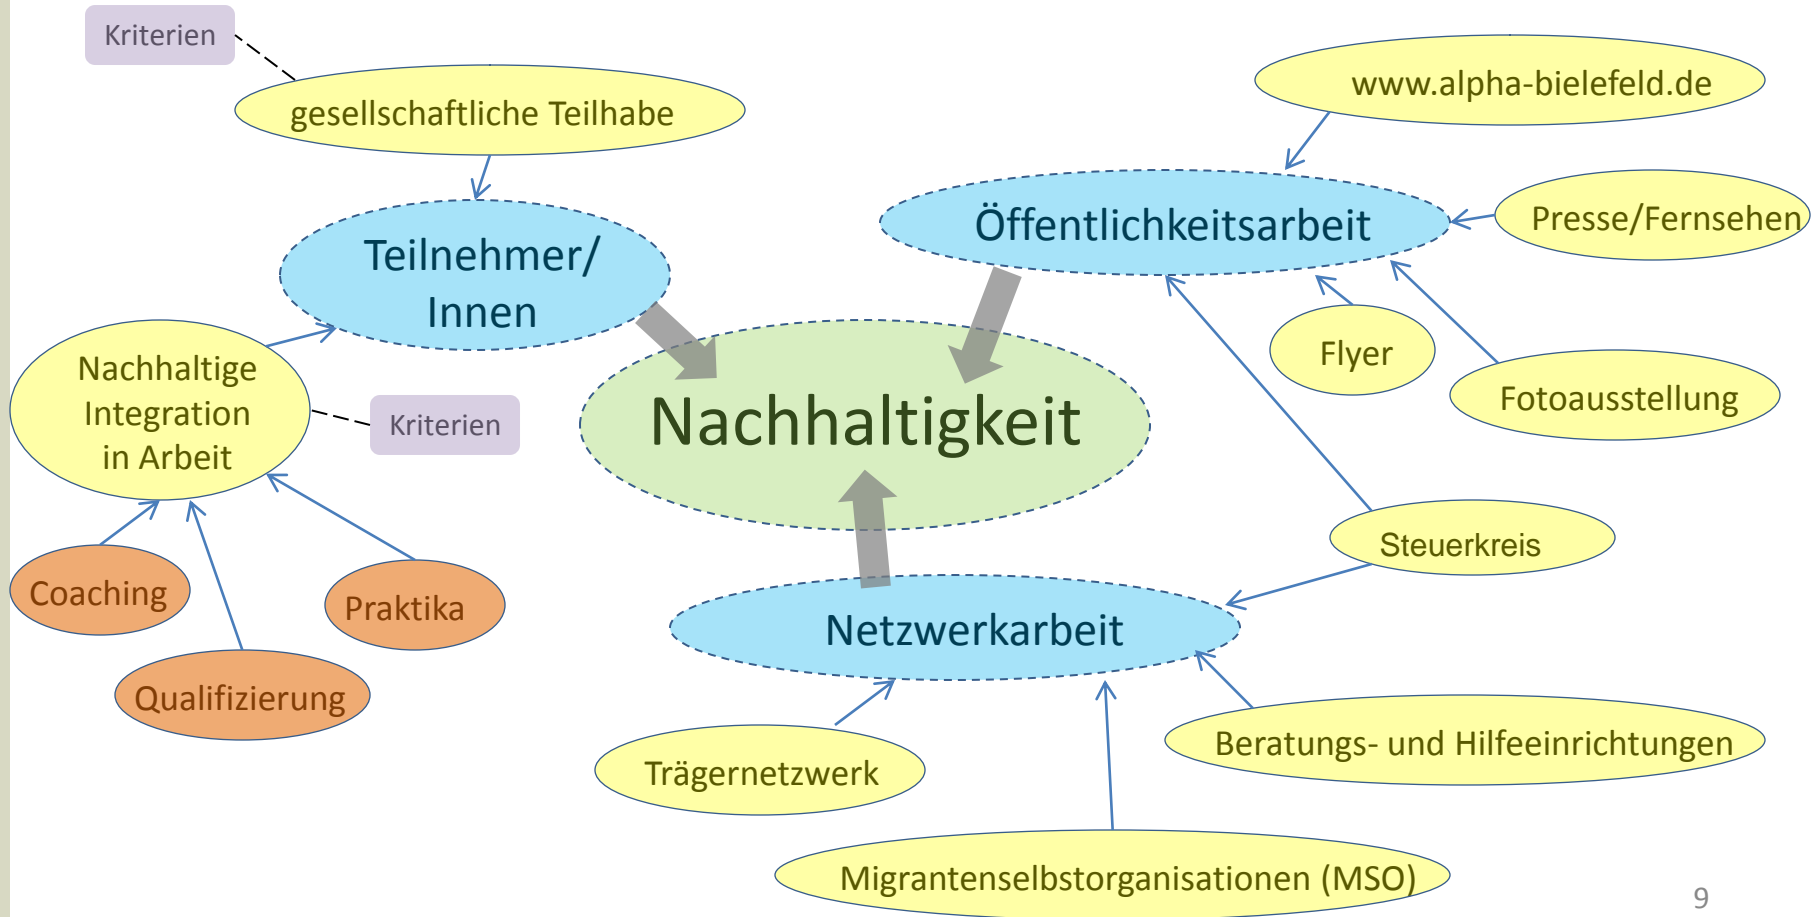 Kriterien
gesellschaftliche Teilhabe
www.alpha-bielefeld.de
Teilnehmer/
Innen
Öffentlichkeitsarbeit
Presse/Fernsehen
Nachhaltige
Integration
in Arbeit
Kriterien
Nachhaltigkeit
Flyer
Fotoausstellung
Steuerkreis
Coaching
Praktika
Qualifizierung
Netzwerkarbeit
Trägernetzwerk
Beratungs- und Hilfeeinrichtungen
Migrantenselbstorganisationen (MSO)
9